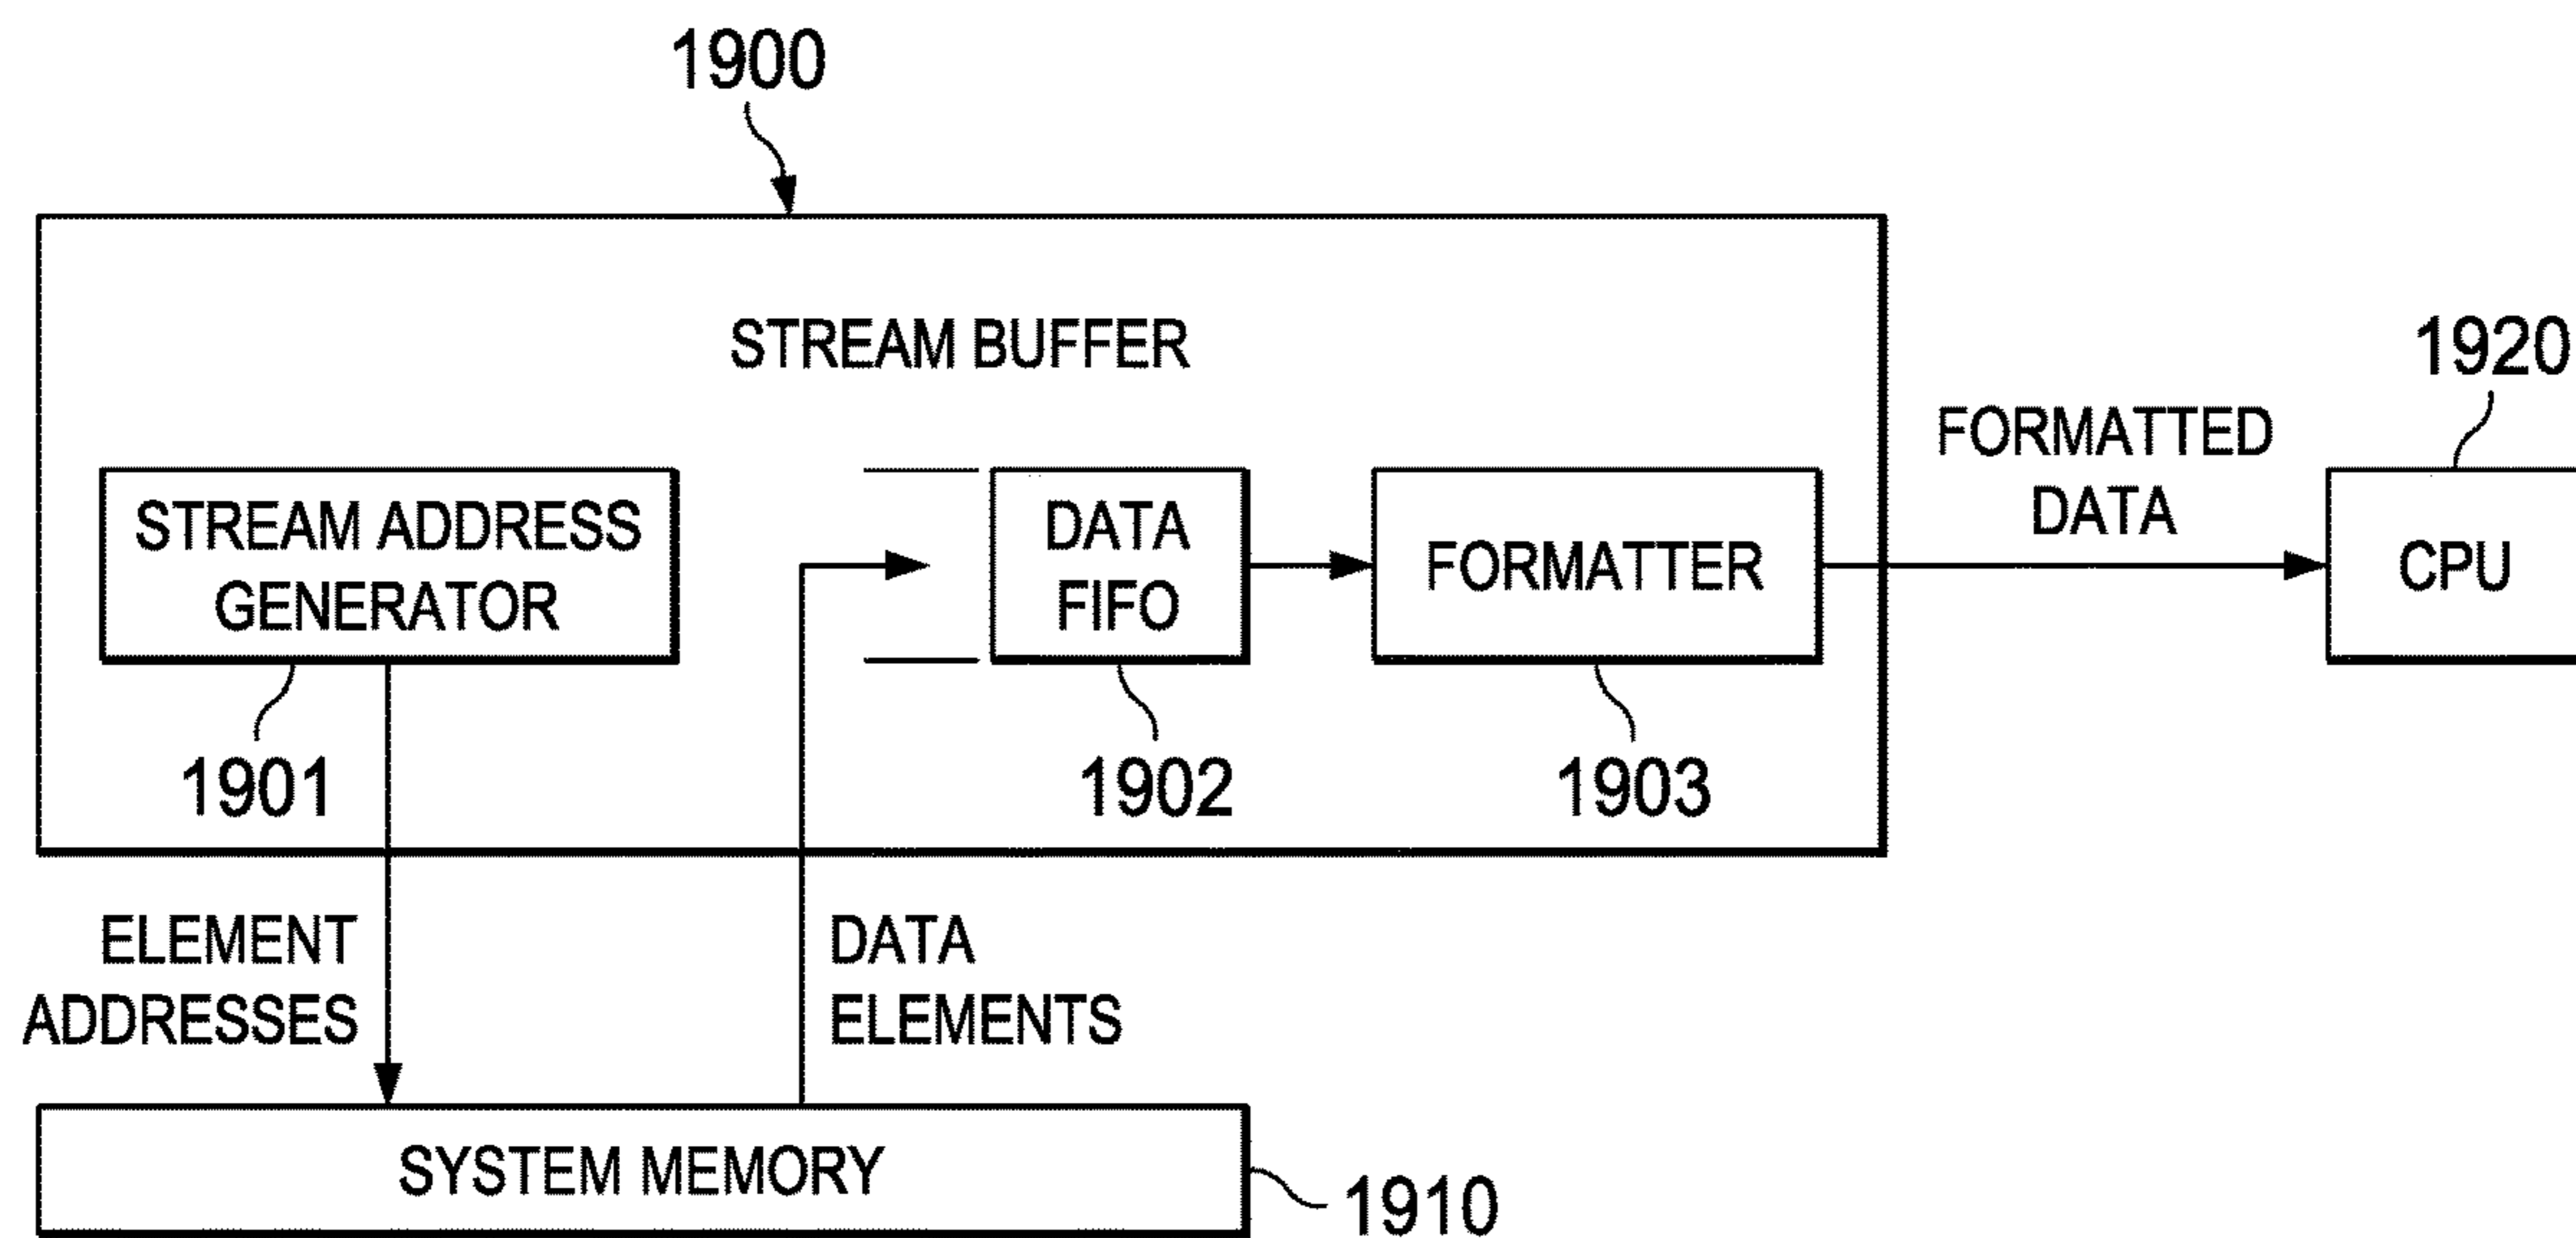 1900
STREAM BUFFER
1920
FORMATTED
DATA
STREAM ADDRESS
GENERATOR
DATA
FIFO
FORMATTER
CPU
1901
1902
1903
ELEMENT
ADDRESSES
DATA
ELEMENTS
SYSTEM MEMORY
1910